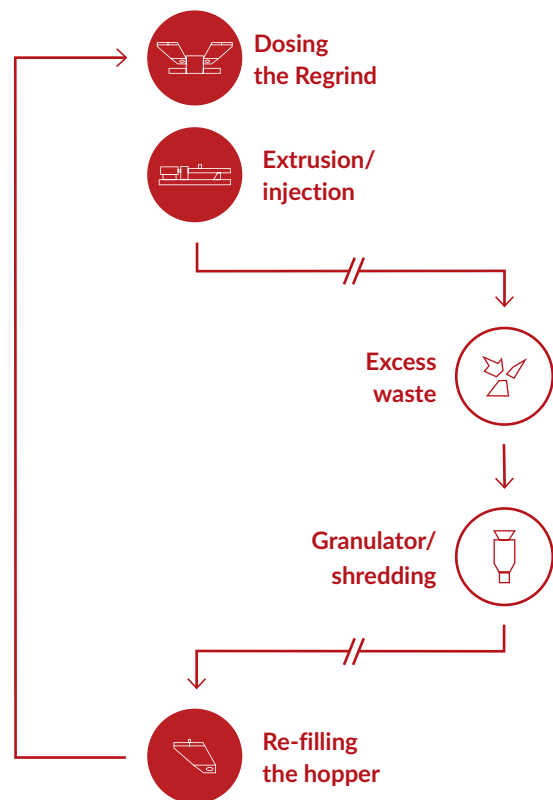 Dosing
the Regrind
Extrusion/
injection
Excess
waste
Granulator/
shredding
Re-filling
the hopper